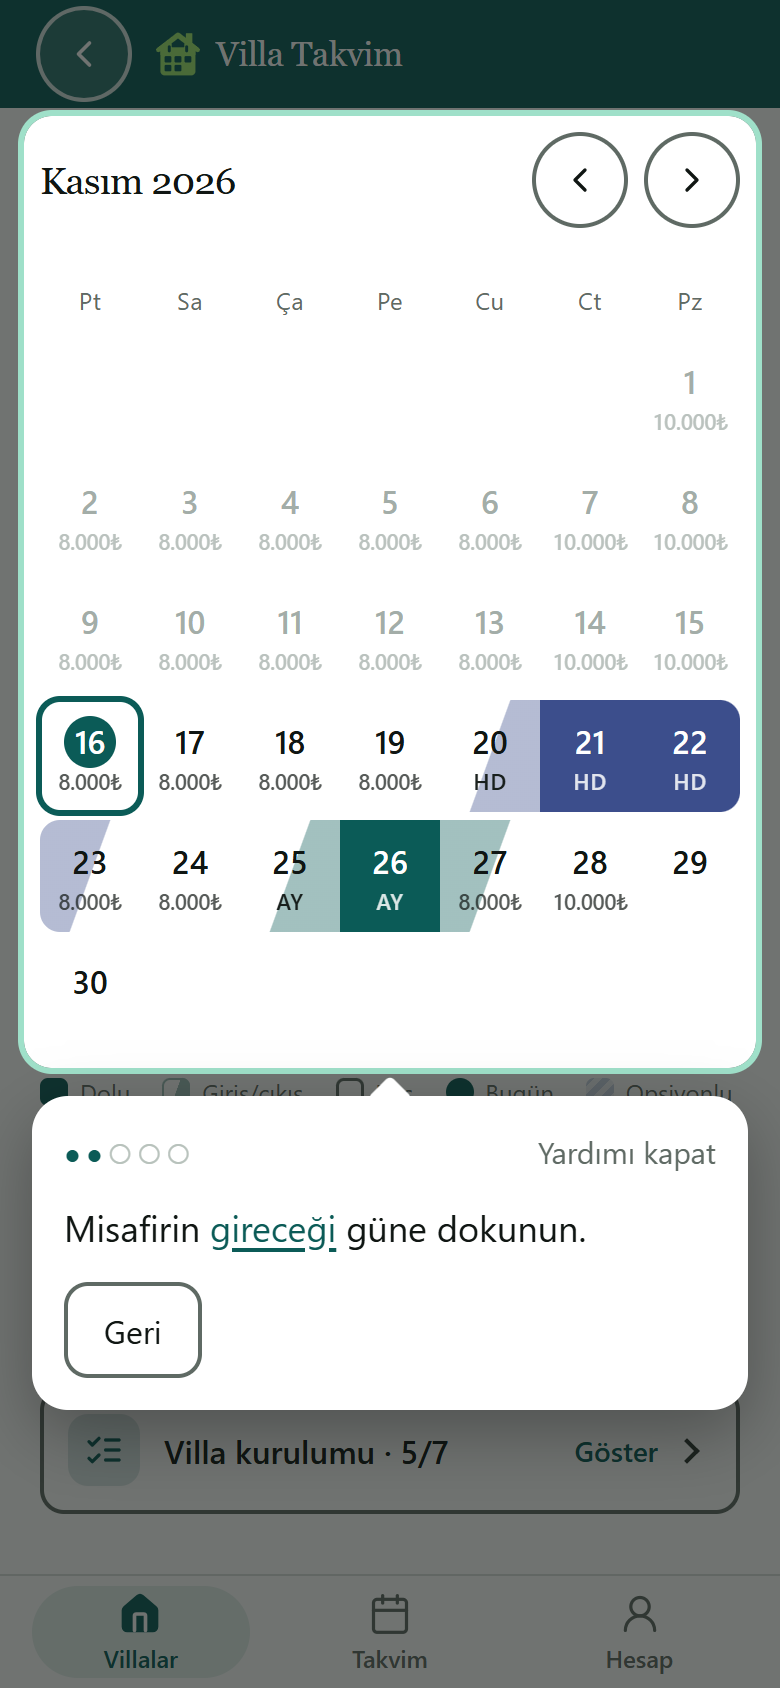 Villa Takvim
Kasım 2026
Pt Sa Ça Pe Cu Ct Pz
1
10.000₺
2 3 4 5 6 7 8
8.000₺ 8.000₺ 8.000₺ 8.000₺ 8.000₺ 10.000₺ 10.000₺
9 10 11 12 13 14 15
8.000₺ 8.000₺ 8.000₺ 8.000₺ 8.000₺ 10.000₺ 10.000₺
16 17 18 19 20 21 22
8.000₺ 8.000₺ 8.000₺ 8.000₺ HD HD HD
23 24 25 26 27 28 29
8.000₺ 8.000₺ AY AY 8.000₺ 10.000₺
30
Dolu Giriş/çıkış Bugün Opsiyonlu
Yardımı kapat
Misafirin gireceği güne dokunun.
Geri
Villa kurulumu · 5/7 Göster
Villalar Takvim Hesap